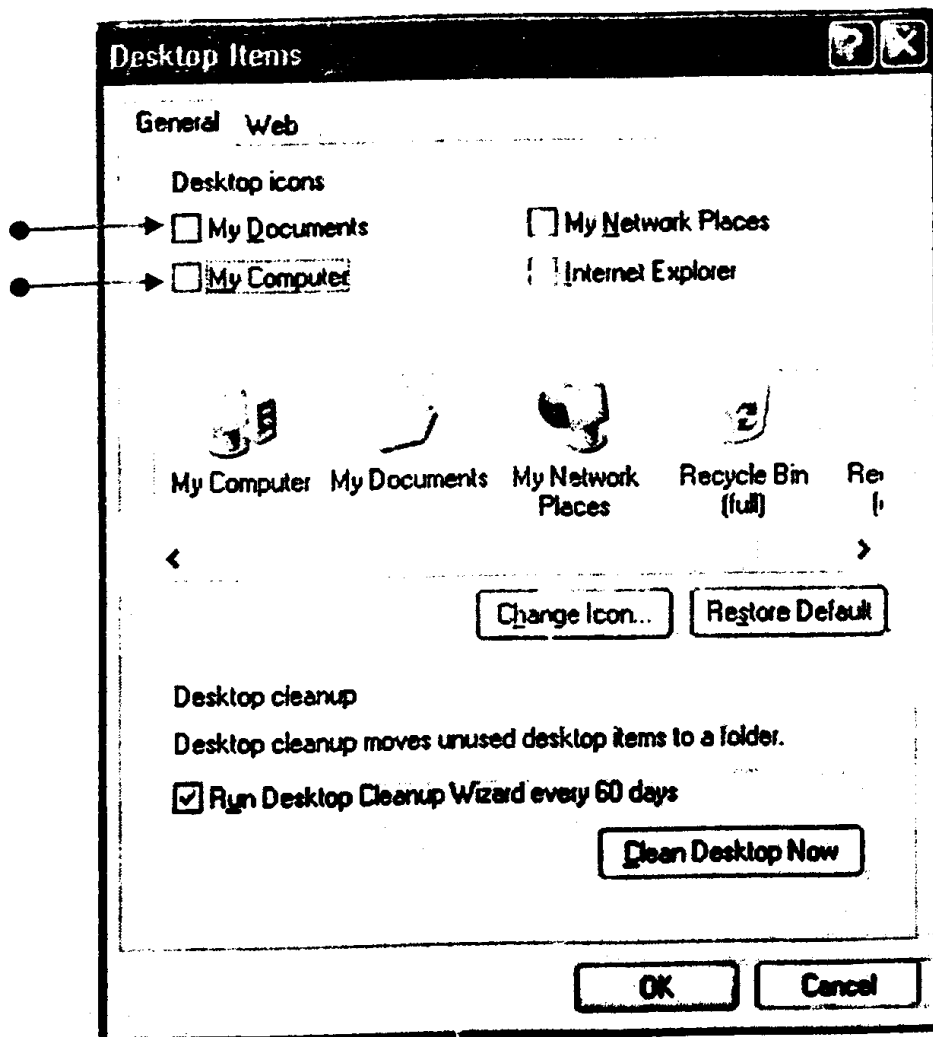 Desktop Items
General Web
Desktop icons
My Documents My Network Places
My Computer Internet Explorer
My Computer My Documents My Network Recycle Bin
Places (full)
Change Icon... Restore Default
Desktop cleanup
Desktop cleanup moves unused desktop items to a folder.
Run Desktop Cleanup Wizard every 60 days
Clean Desktop Now
OK Cancel